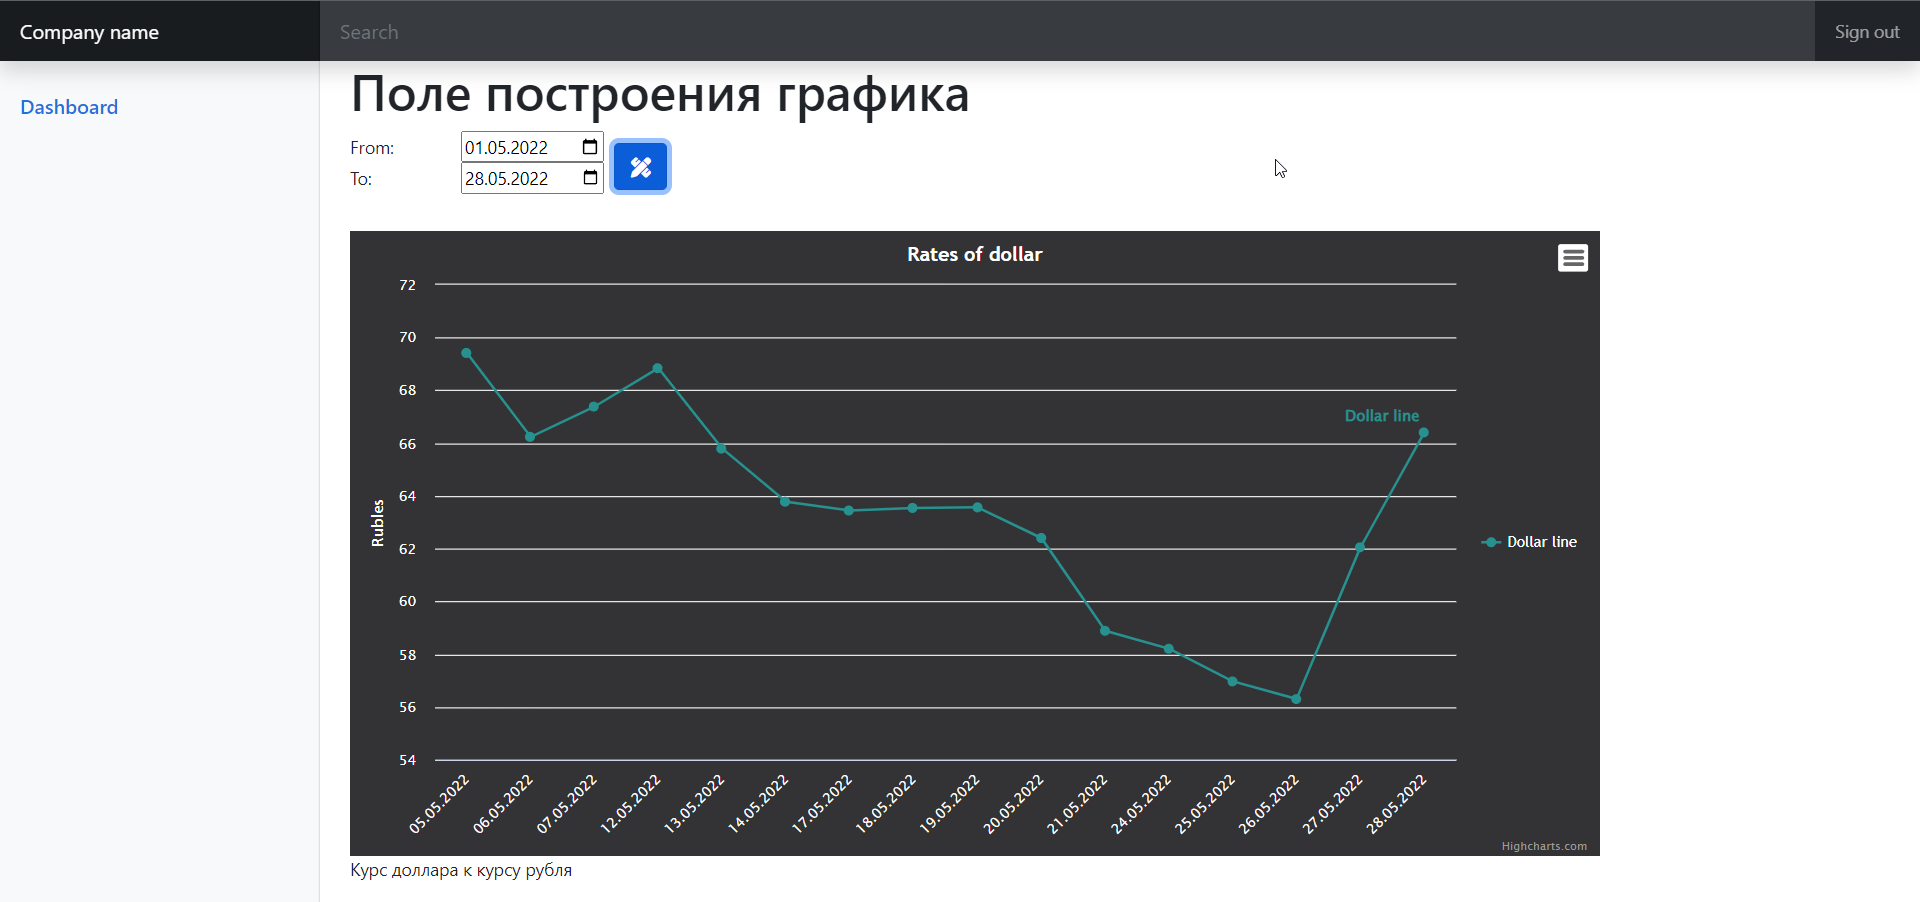 Company name
Search
Sign out
Dashboard
Поле построения графика
From:
01.05.2022
To:
28.05.2022
Rates of dollar
72
70
68
66
64
62
60
58
56
54
Rubles
Dollar line
Dollar line
05.05.2022
06.05.2022
07.05.2022
12.05.2022
13.05.2022
14.05.2022
17.05.2022
18.05.2022
19.05.2022
20.05.2022
21.05.2022
24.05.2022
25.05.2022
26.05.2022
27.05.2022
28.05.2022
Highcharts.com
Курс доллара к курсу рубля